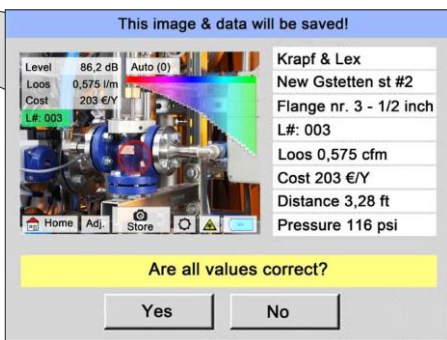 This image & data will be saved!
Level 86,2 dB
Auto (0)
Loos 0,575 l/m
Cost 203 €/Y
L#: 003
Home
Adj.
Store
Krapf & Lex
New Gstetten st #2
Flange nr. 3 - 1/2 inch
L#: 003
Loos 0,575 cfm
Cost 203 €/Y
Distance 3,28 ft
Pressure 116 psi
Are all values correct?
Yes
No